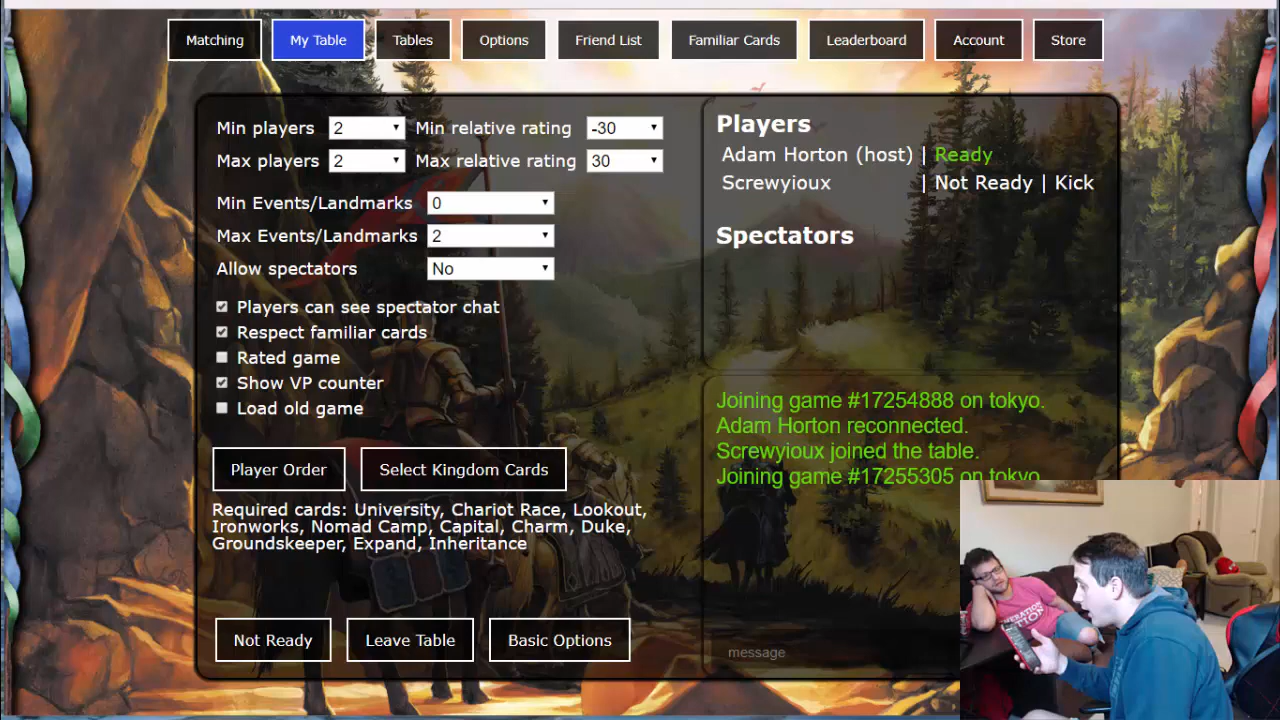 Matching My Table Tables Options Friend List Familiar Cards Leaderboard Account Store
Min players 2 Min relative rating -30
Max players 2 Max relative rating 30
Min Events/Landmarks 0
Max Events/Landmarks 2
Allow spectators No
Players can see spectator chat
Respect familiar cards
Rated game
Show VP counter
Load old game
Player Order Select Kingdom Cards
Required cards: University, Chariot Race, Lookout,
Ironworks, Nomad Camp, Capital, Charm, Duke,
Groundskeeper, Expand, Inheritance
Not Ready Leave Table Basic Options
Players
Adam Horton (host) | Ready
Screwyioux | Not Ready | Kick
Spectators
Joining game #17254888 on tokyo.
Adam Horton reconnected.
Screwyioux joined the table.
Joining game #17255305 on tokyo
message